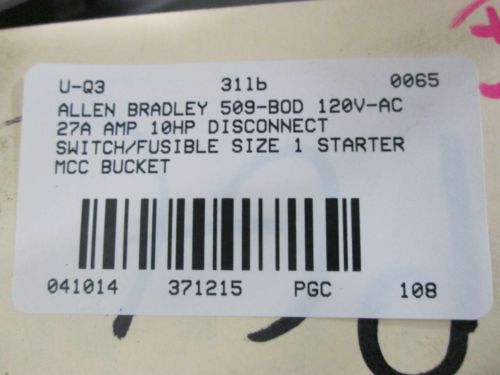 U-Q3 31lb 0065
ALLEN BRADLEY 509-BOD 120V-AC
27A AMP 10HP DISCONNECT
SWITCH/FUSIBLE SIZE 1 STARTER
MCC BUCKET
041014 371215 PGC 108